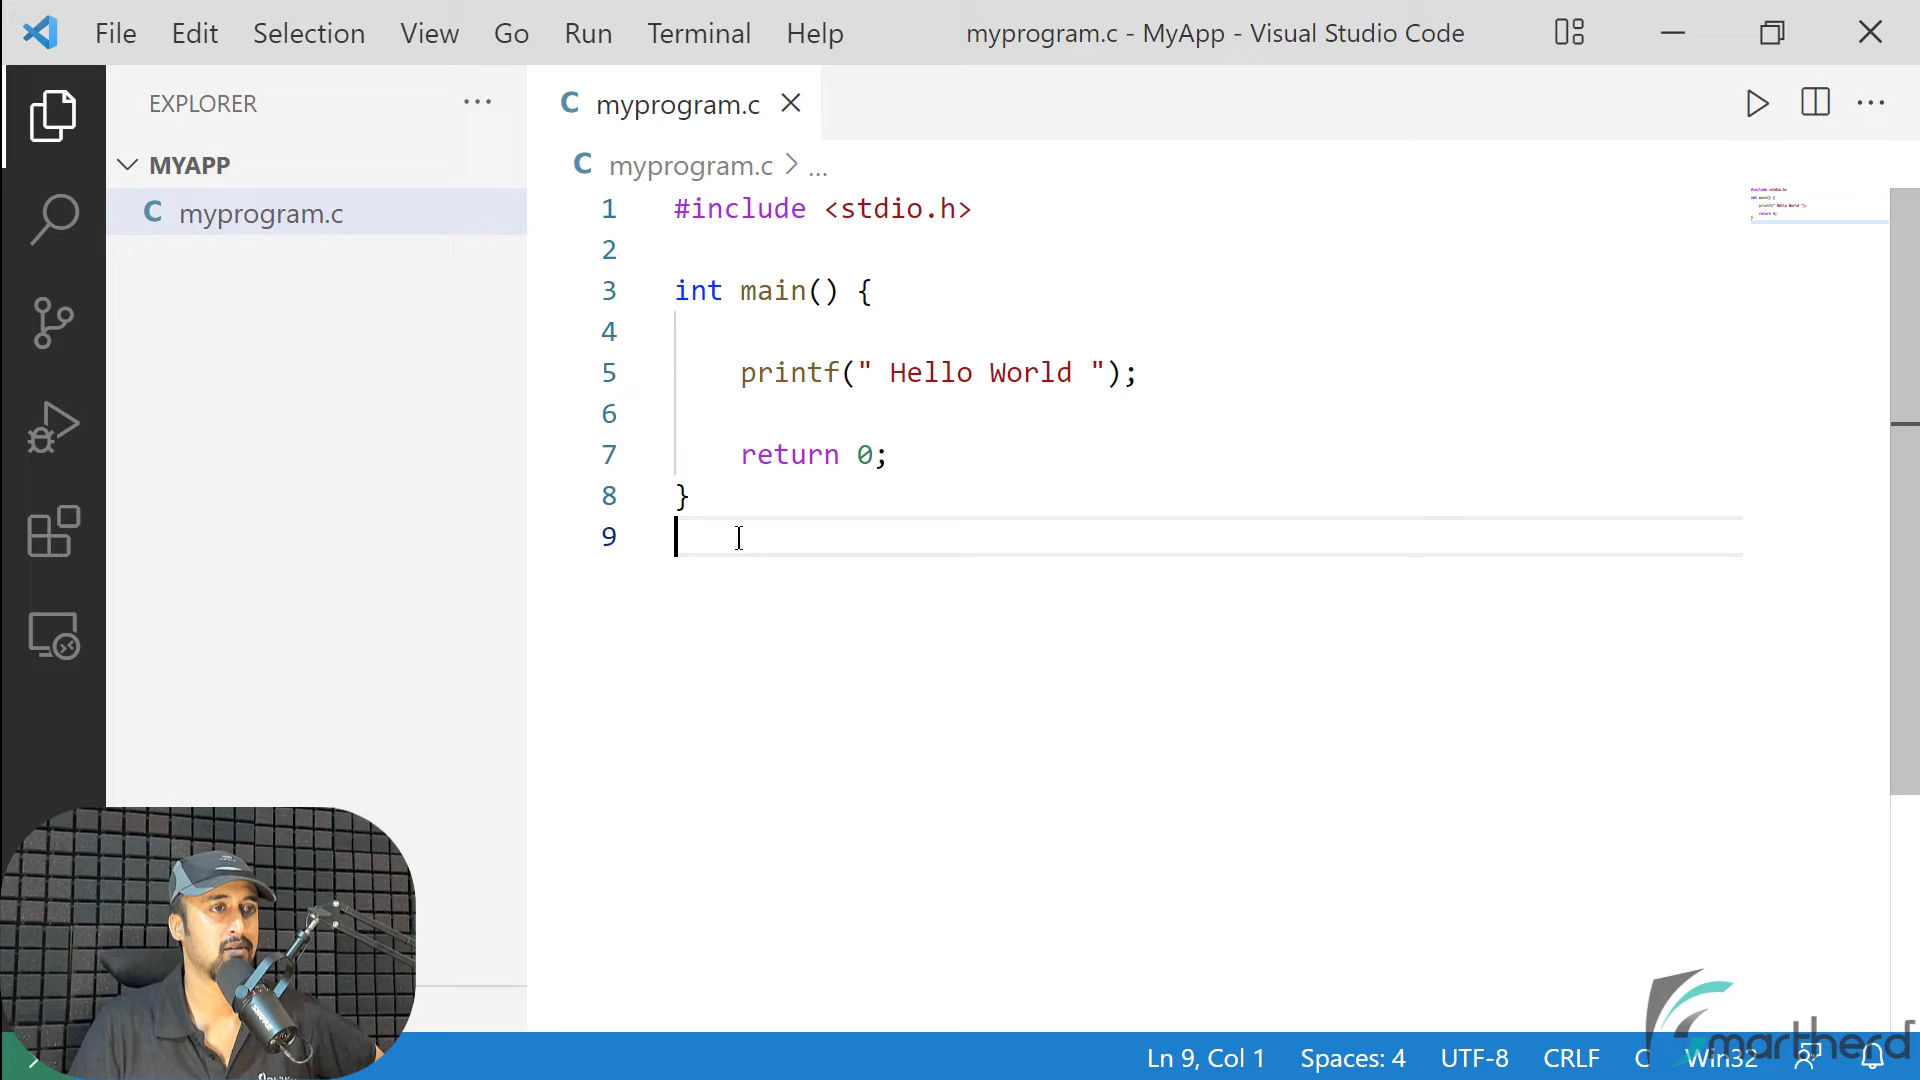 File Edit Selection View Go Run Terminal Help myprogram.c - MyApp - Visual Studio Code
EXPLORER
MYAPP
C myprogram.c
C myprogram.c
C myprogram.c > ...
1 #include <stdio.h>
2
3 int main() {
4
5     printf(" Hello World ");
6
7     return 0;
8 }
9
Ln 9, Col 1 Spaces: 4 UTF-8 CRLF C Win32
martherd